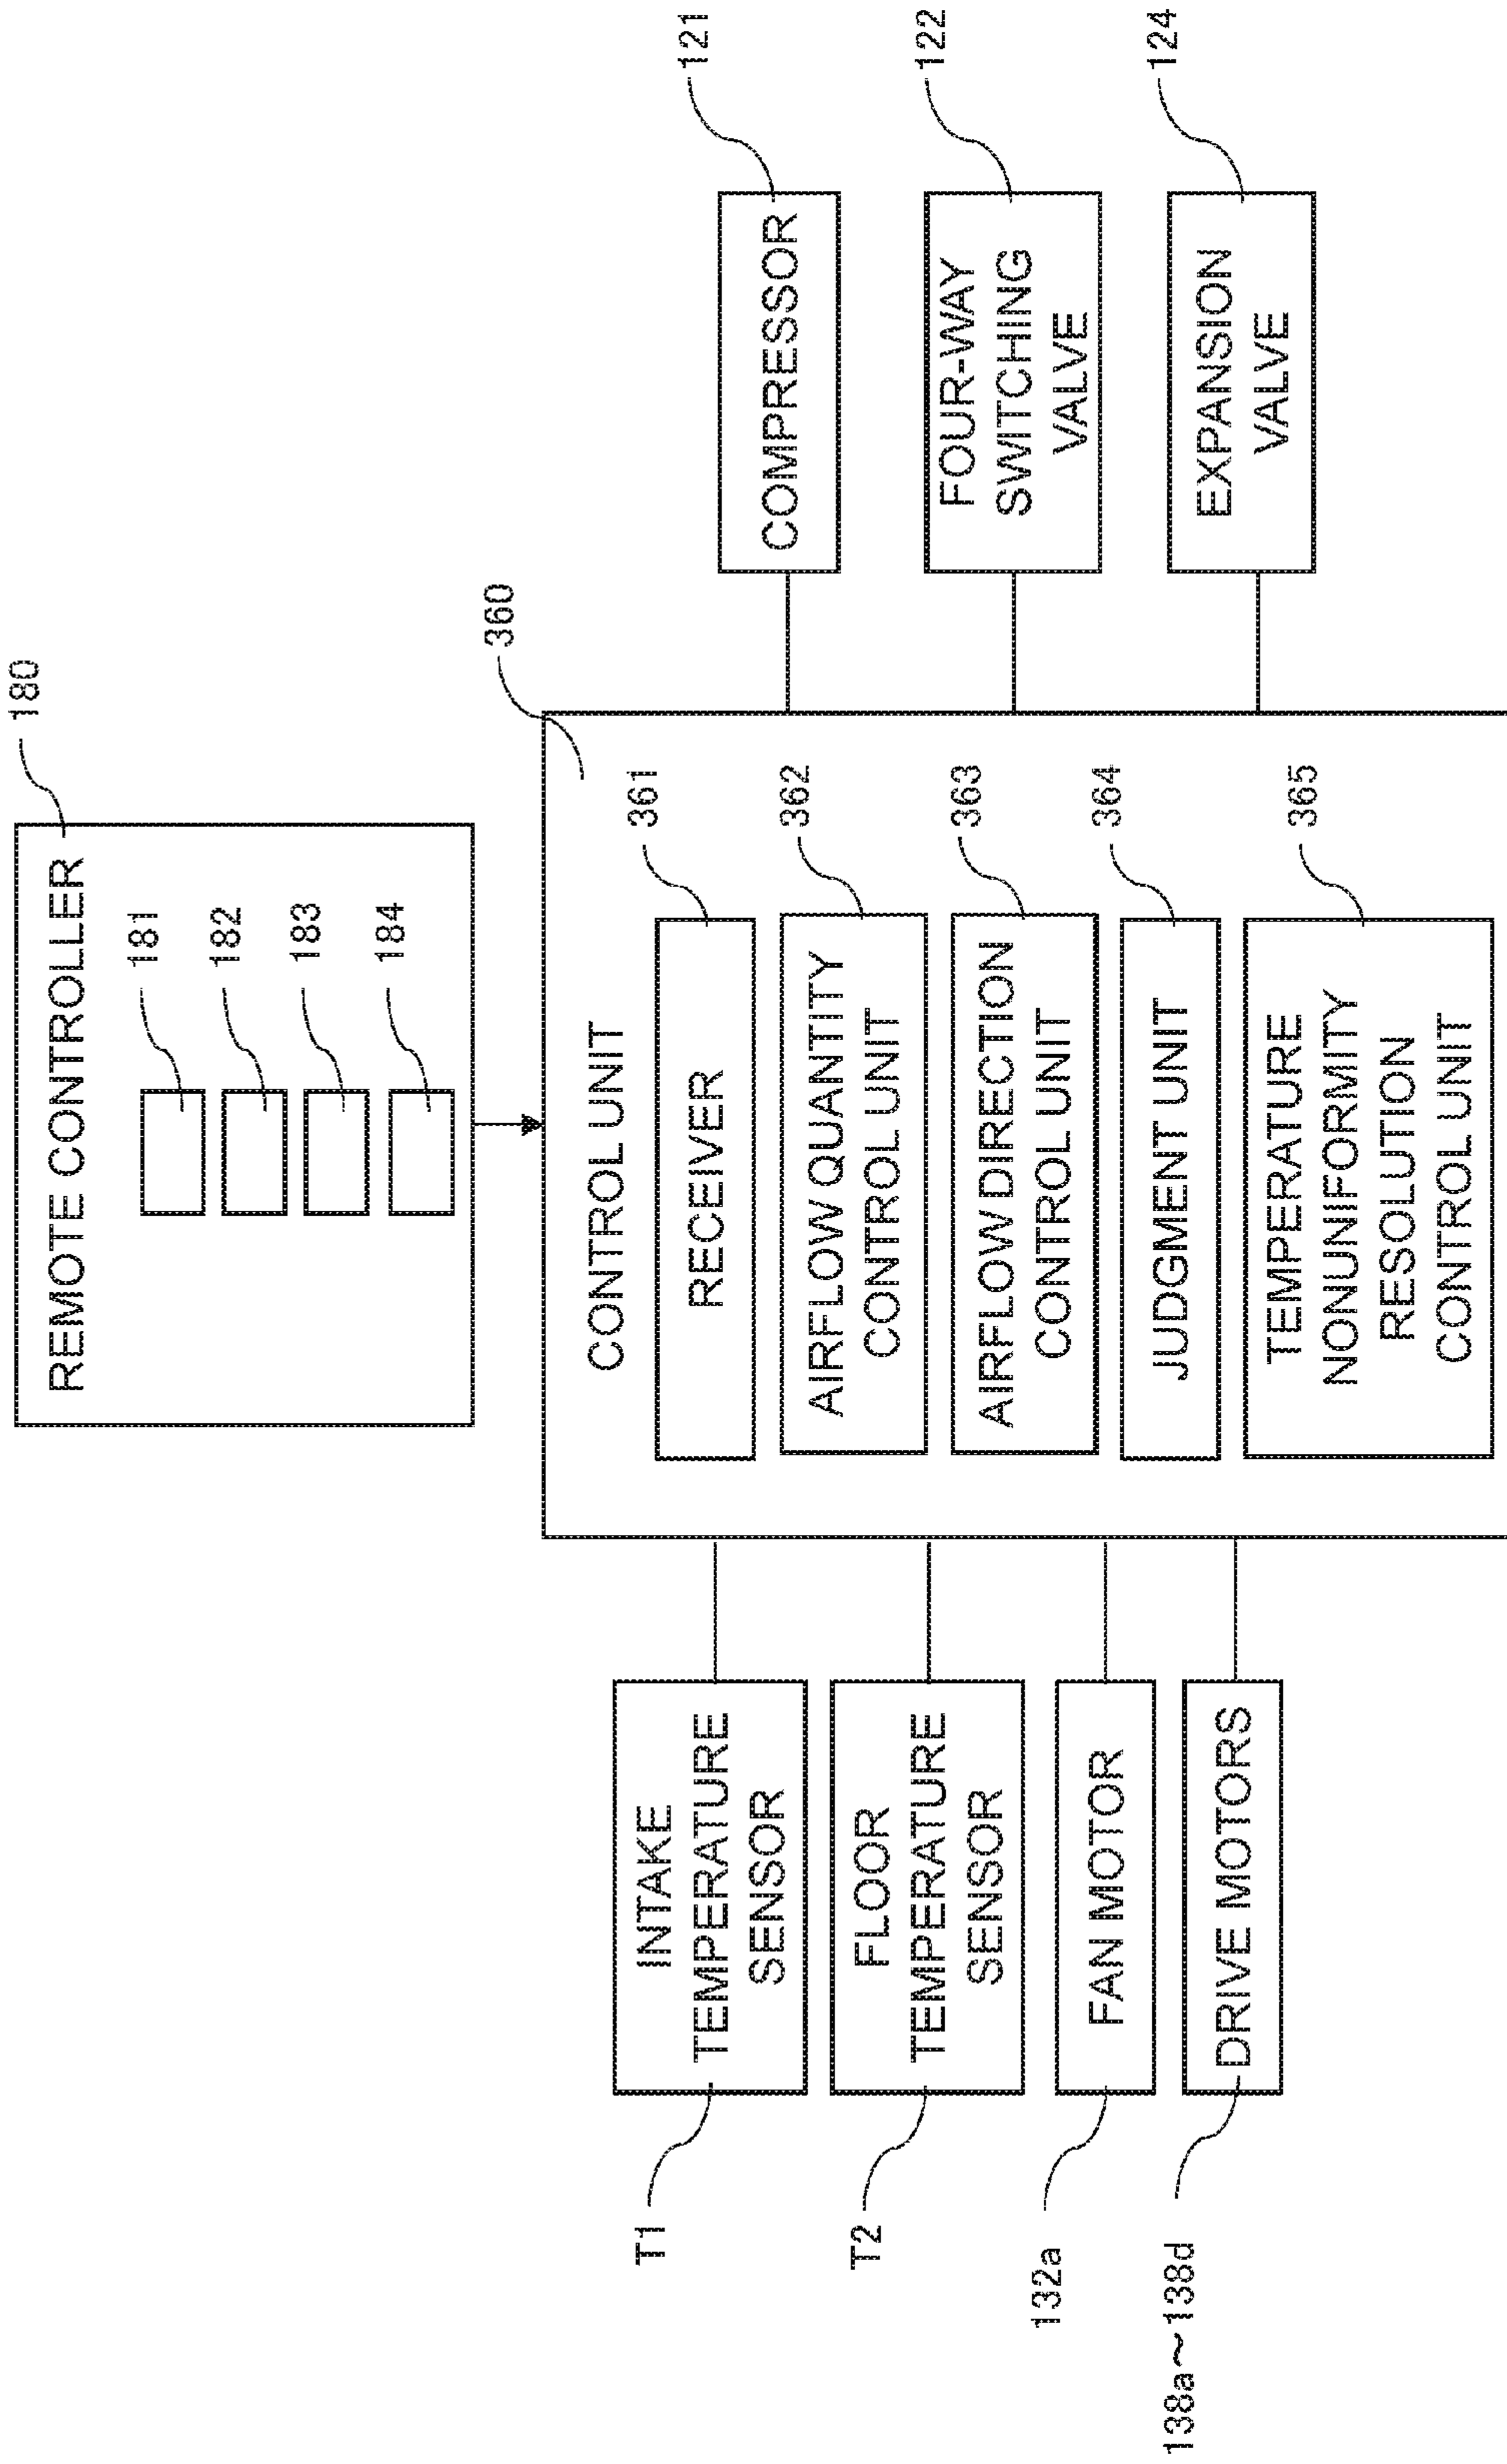 REMOTE CONTROLLER
180
181
182
183
184
360
CONTROL UNIT
RECEIVER
361
AIRFLOW QUANTITY
CONTROL UNIT
362
AIRFLOW DIRECTION
CONTROL UNIT
363
JUDGMENT UNIT
364
TEMPERATURE
NONUNIFORMITY
RESOLUTION
CONTROL UNIT
365
T1
INTAKE
TEMPERATURE
SENSOR
T2
FLOOR
TEMPERATURE
SENSOR
132a
FAN MOTOR
138a~138d
DRIVE MOTORS
COMPRESSOR
121
FOUR-WAY
SWITCHING
VALVE
122
EXPANSION
VALVE
124